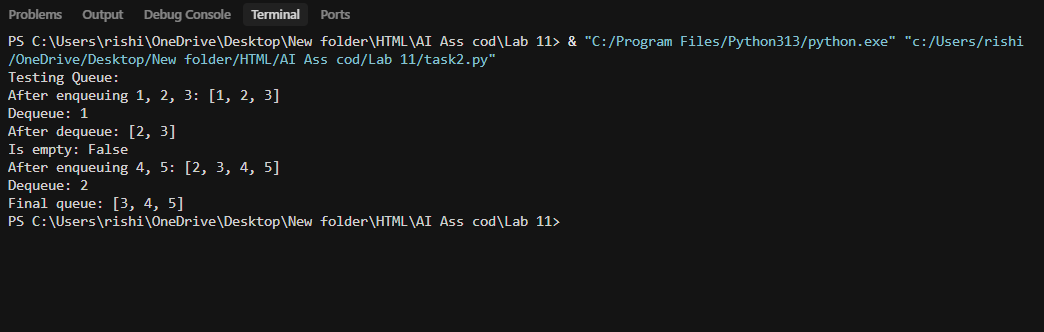 Problems Output Debug Console Terminal Ports
PS C:\Users\rishi\OneDrive\Desktop\New folder\HTML\AI Ass cod\Lab 11> & "C:/Program Files/Python313/python.exe" "c:/Users/rishi
/OneDrive/Desktop/New folder/HTML/AI Ass cod/Lab 11/task2.py"
Testing Queue:
After enqueuing 1, 2, 3: [1, 2, 3]
Dequeue: 1
After dequeue: [2, 3]
Is empty: False
After enqueuing 4, 5: [2, 3, 4, 5]
Dequeue: 2
Final queue: [3, 4, 5]
PS C:\Users\rishi\OneDrive\Desktop\New folder\HTML\AI Ass cod\Lab 11>